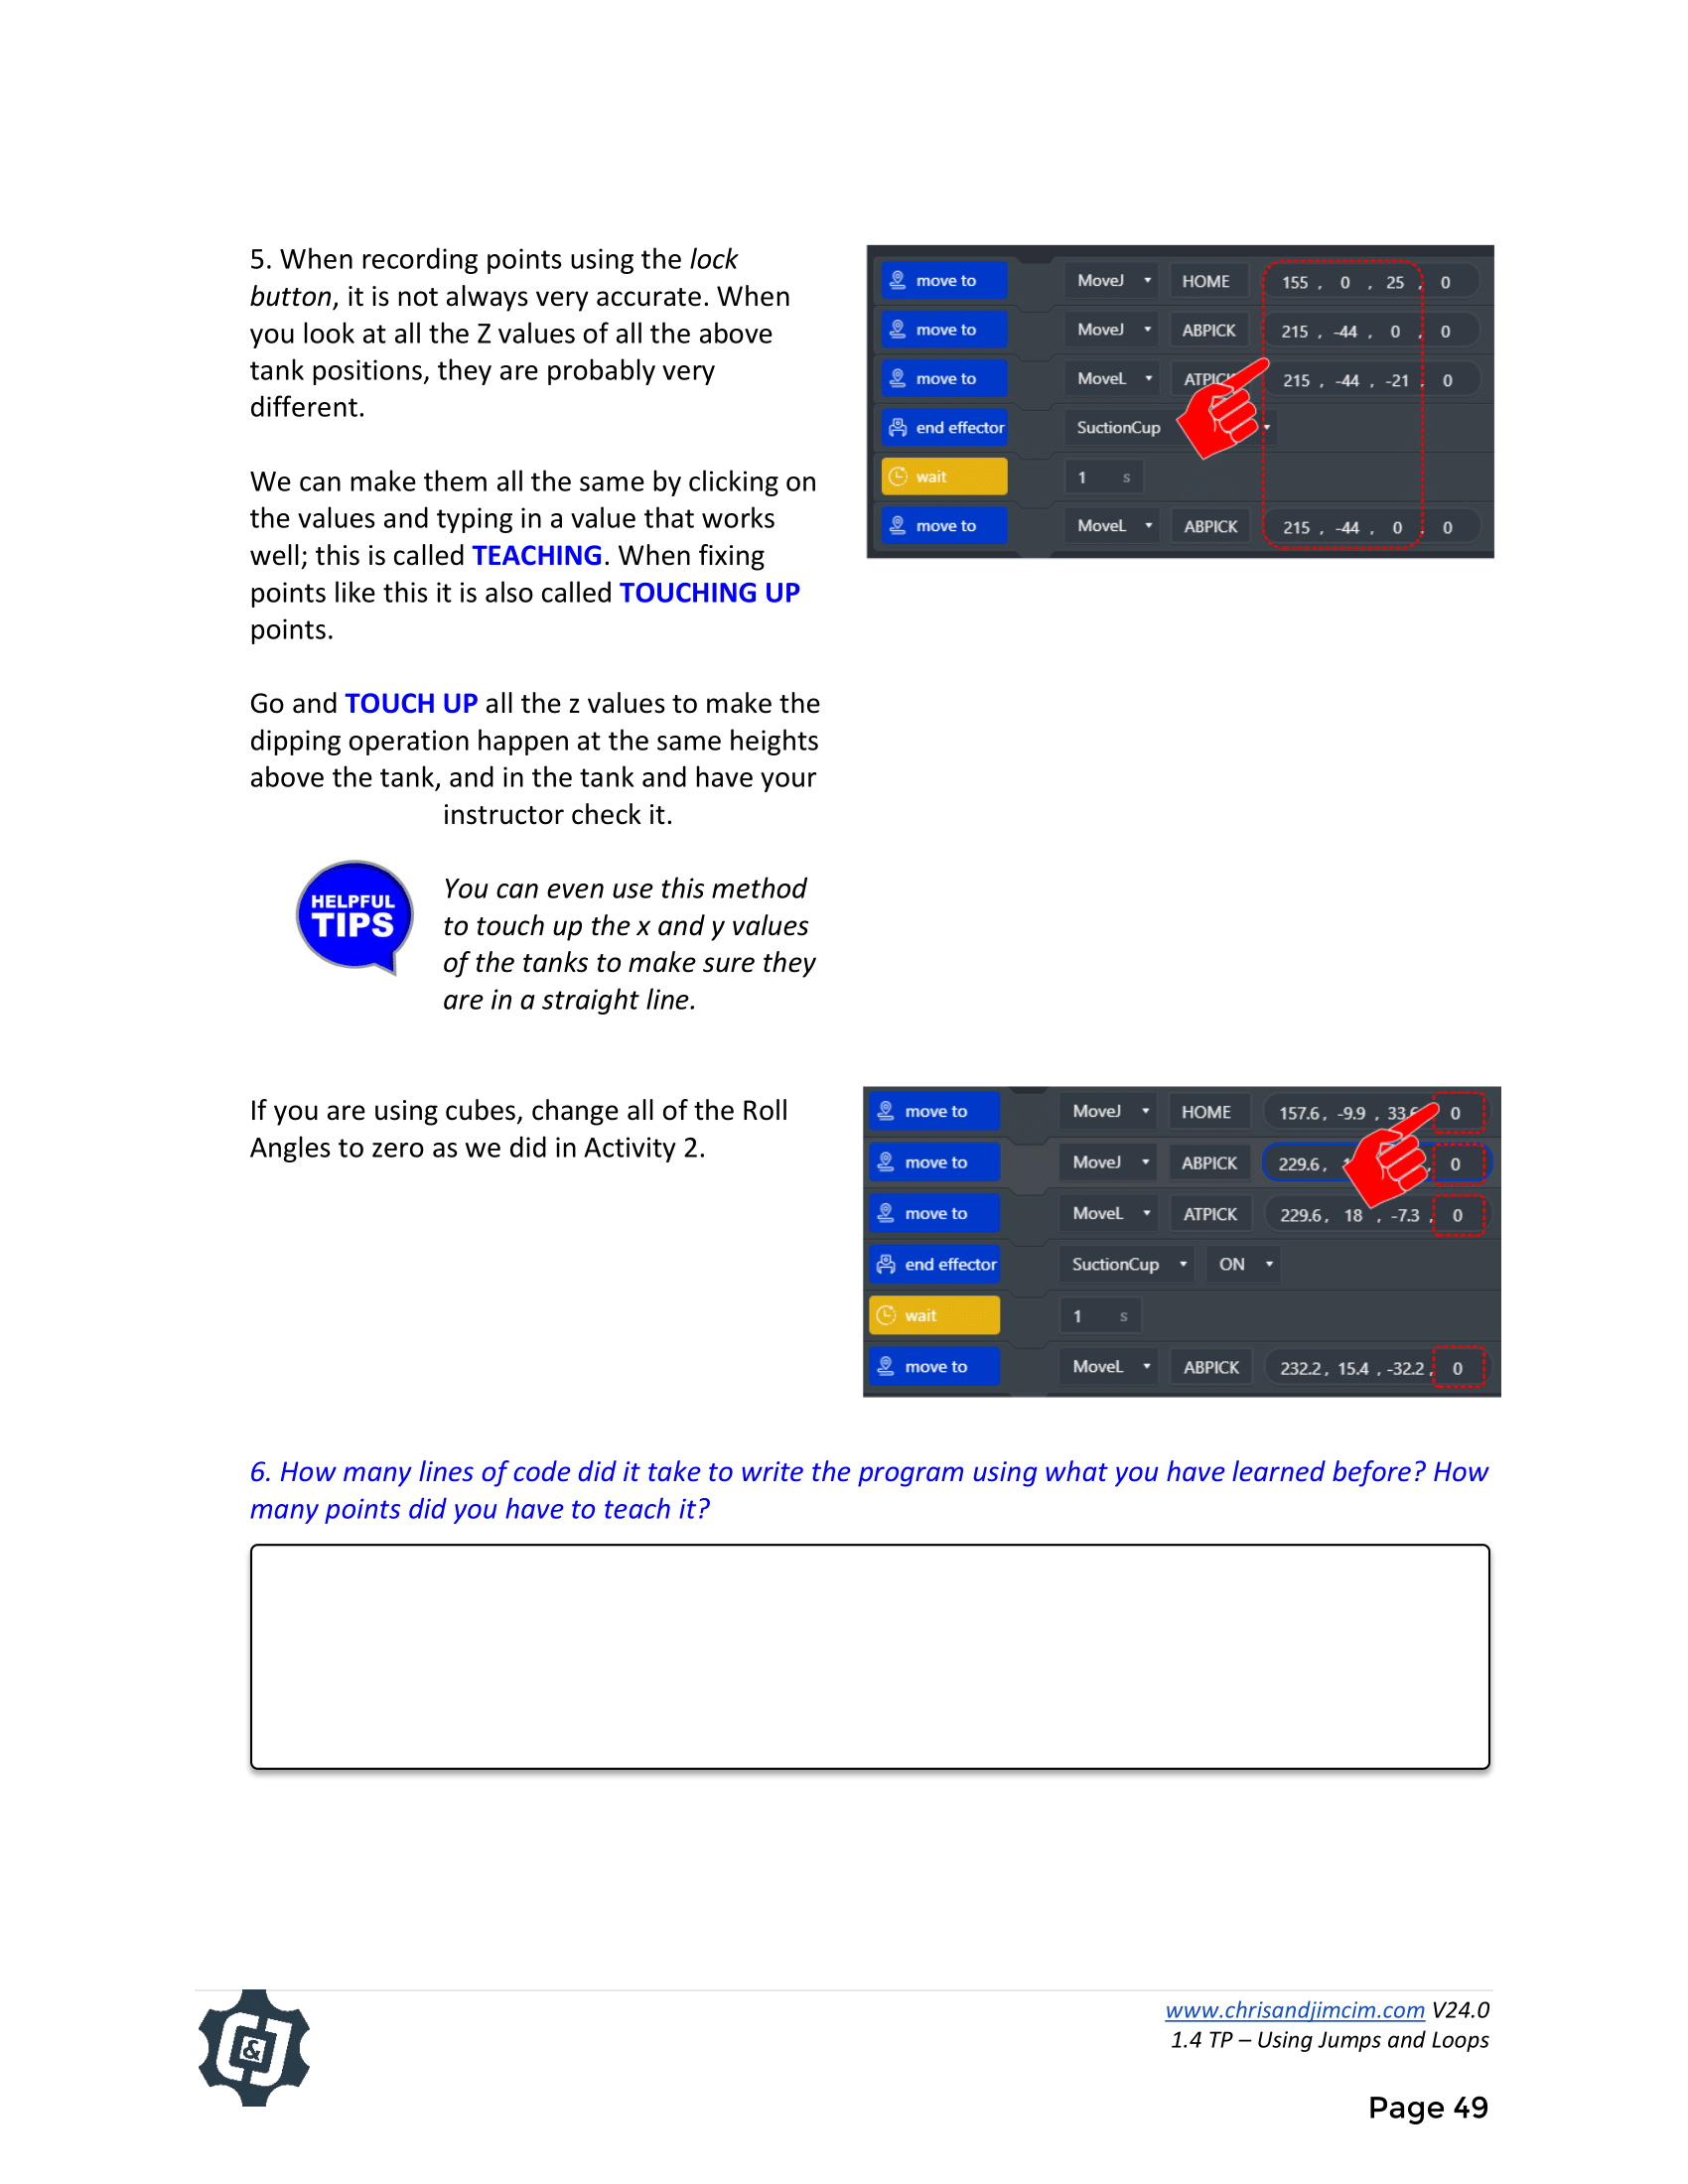 5. When recording points using the lock
button, it is not always very accurate. When
you look at all the Z values of all the above
tank positions, they are probably very
different.
We can make them all the same by clicking on
the values and typing in a value that works
well; this is called TEACHING. When fixing
points like this it is also called TOUCHING UP
points.
Go and TOUCH UP all the z values to make the
dipping operation happen at the same heights
above the tank, and in the tank and have your
instructor check it.
HELPFUL
TIPS
You can even use this method
to touch up the x and y values
of the tanks to make sure they
are in a straight line.
move to MoveJ HOME 155 , 0 , 25 , 0
move to MoveJ ABPICK 215 , -44 , 0 , 0
move to MoveL 215 , -44 , -21 , 0
end effector SuctionCup
wait 1 s
move to MoveL ABPICK 215 , -44 , 0 , 0
If you are using cubes, change all of the Roll
Angles to zero as we did in Activity 2.
move to MoveJ HOME 157.6 , -9.9 , 0
move to MoveJ ABPICK 229.6 , 0
move to MoveL ATPICK 229.6 , 18 , -7.3 , 0
end effector SuctionCup ON
wait 1 s
move to MoveL ABPICK 232.2 , 15.4 , -32.2 , 0
6. How many lines of code did it take to write the program using what you have learned before? How
many points did you have to teach it?
C&J
www.chrisandjimcim.com V24.0
1.4 TP – Using Jumps and Loops
Page 49